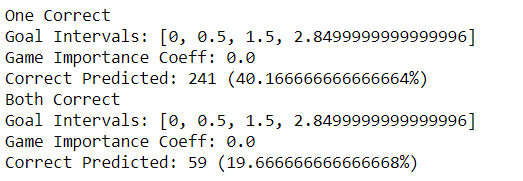 One Correct
Goal Intervals: [0, 0.5, 1.5, 2.8499999999999996]
Game Importance Coeff: 0.0
Correct Predicted: 241 (40.166666666666664%)
Both Correct
Goal Intervals: [0, 0.5, 1.5, 2.8499999999999996]
Game Importance Coeff: 0.0
Correct Predicted: 59 (19.666666666666668%)